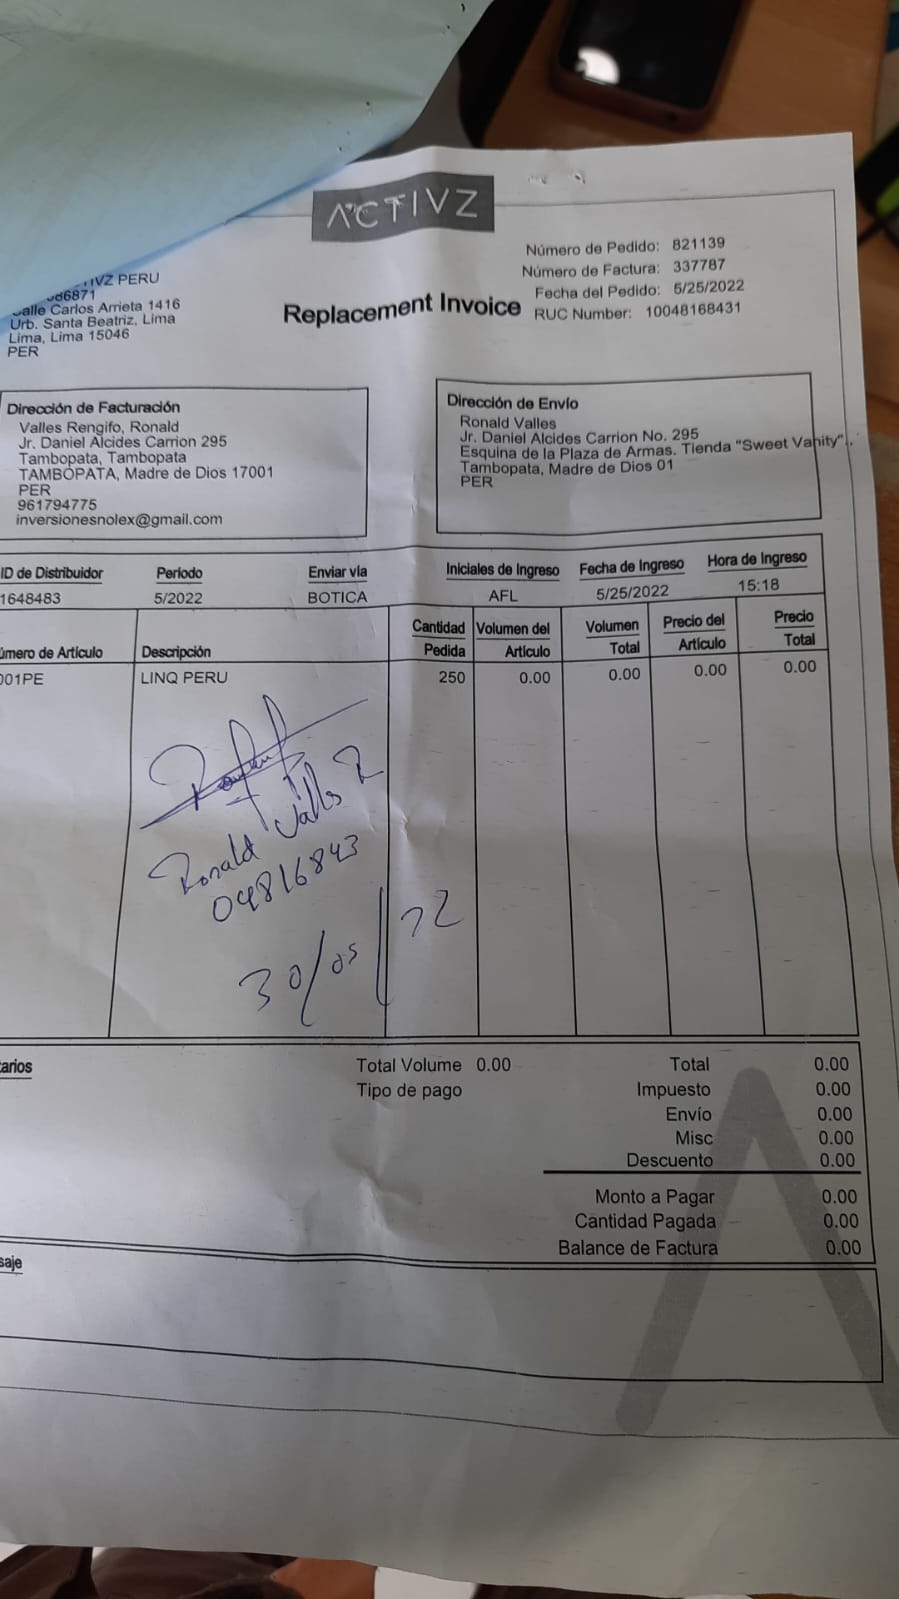 ACTIVZ
Número de Pedido: 821139
Número de Factura: 337787
Fecha del Pedido: 5/25/2022
RUC Number: 10048168431
Replacement Invoice
IVZ PERU
86871
Calle Carlos Arrieta 1416
Urb. Santa Beatriz, Lima
Lima, Lima 15046
PER
Dirección de Facturación
Valles Rengifo, Ronald
Jr. Daniel Alcides Carrion 295
Tambopata, Tambopata
TAMBOPATA, Madre de Dios 17001
PER
961794775
inversionesnolex@gmail.com
Dirección de Envío
Ronald Valles
Jr. Daniel Alcides Carrion No. 295
Esquina de la Plaza de Armas. Tienda "Sweet Vanity"..
Tambopata, Madre de Dios 01
PER
ID de Distribuidor Período Enviar vía Iniciales de Ingreso Fecha de Ingreso Hora de Ingreso
1648483 5/2022 BOTICA AFL 5/25/2022 15:18
úmero de Artículo Descripción Cantidad Pedida Volumen del Artículo Volumen Total Precio del Artículo Precio Total
001PE LINQ PERU 250 0.00 0.00 0.00 0.00
Ronald Valles R
04816843
30/05/22
tarios
Total Volume 0.00
Tipo de pago
Total 0.00
Impuesto 0.00
Envío 0.00
Misc 0.00
Descuento 0.00
Monto a Pagar 0.00
Cantidad Pagada 0.00
Balance de Factura 0.00
saje